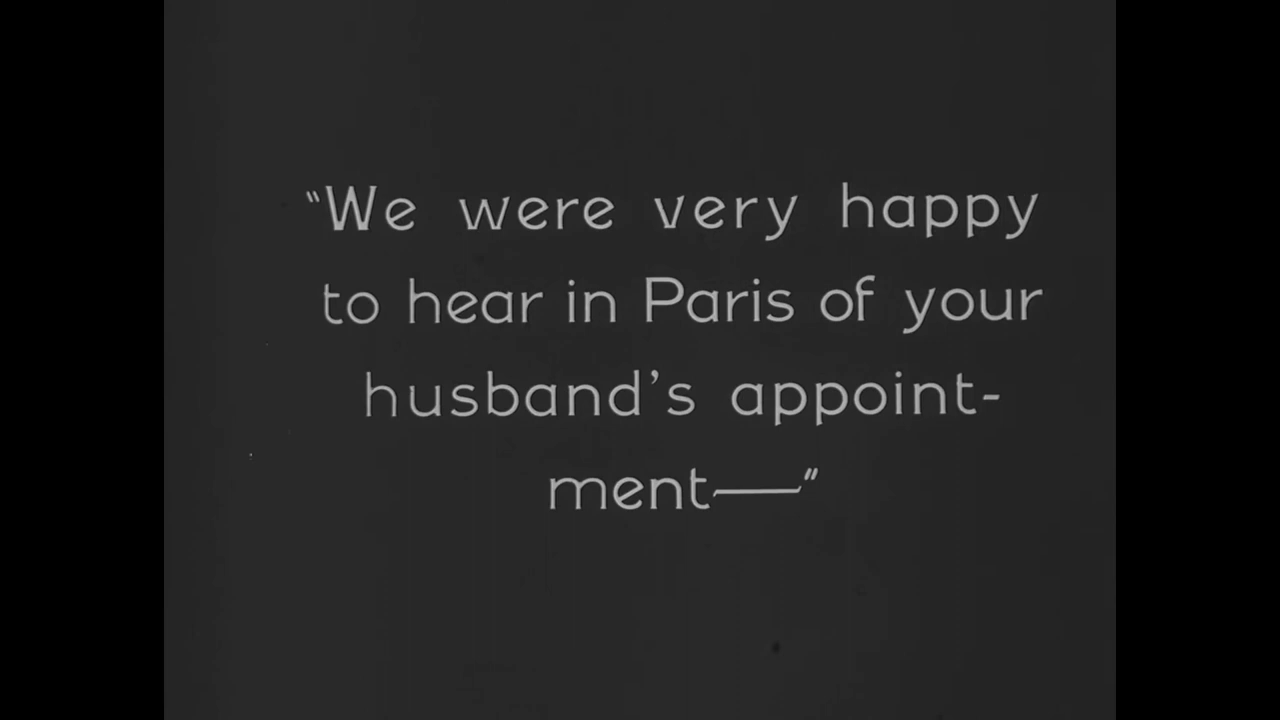 "We were very happy
to hear in Paris of your
husband's appoint-
ment—"